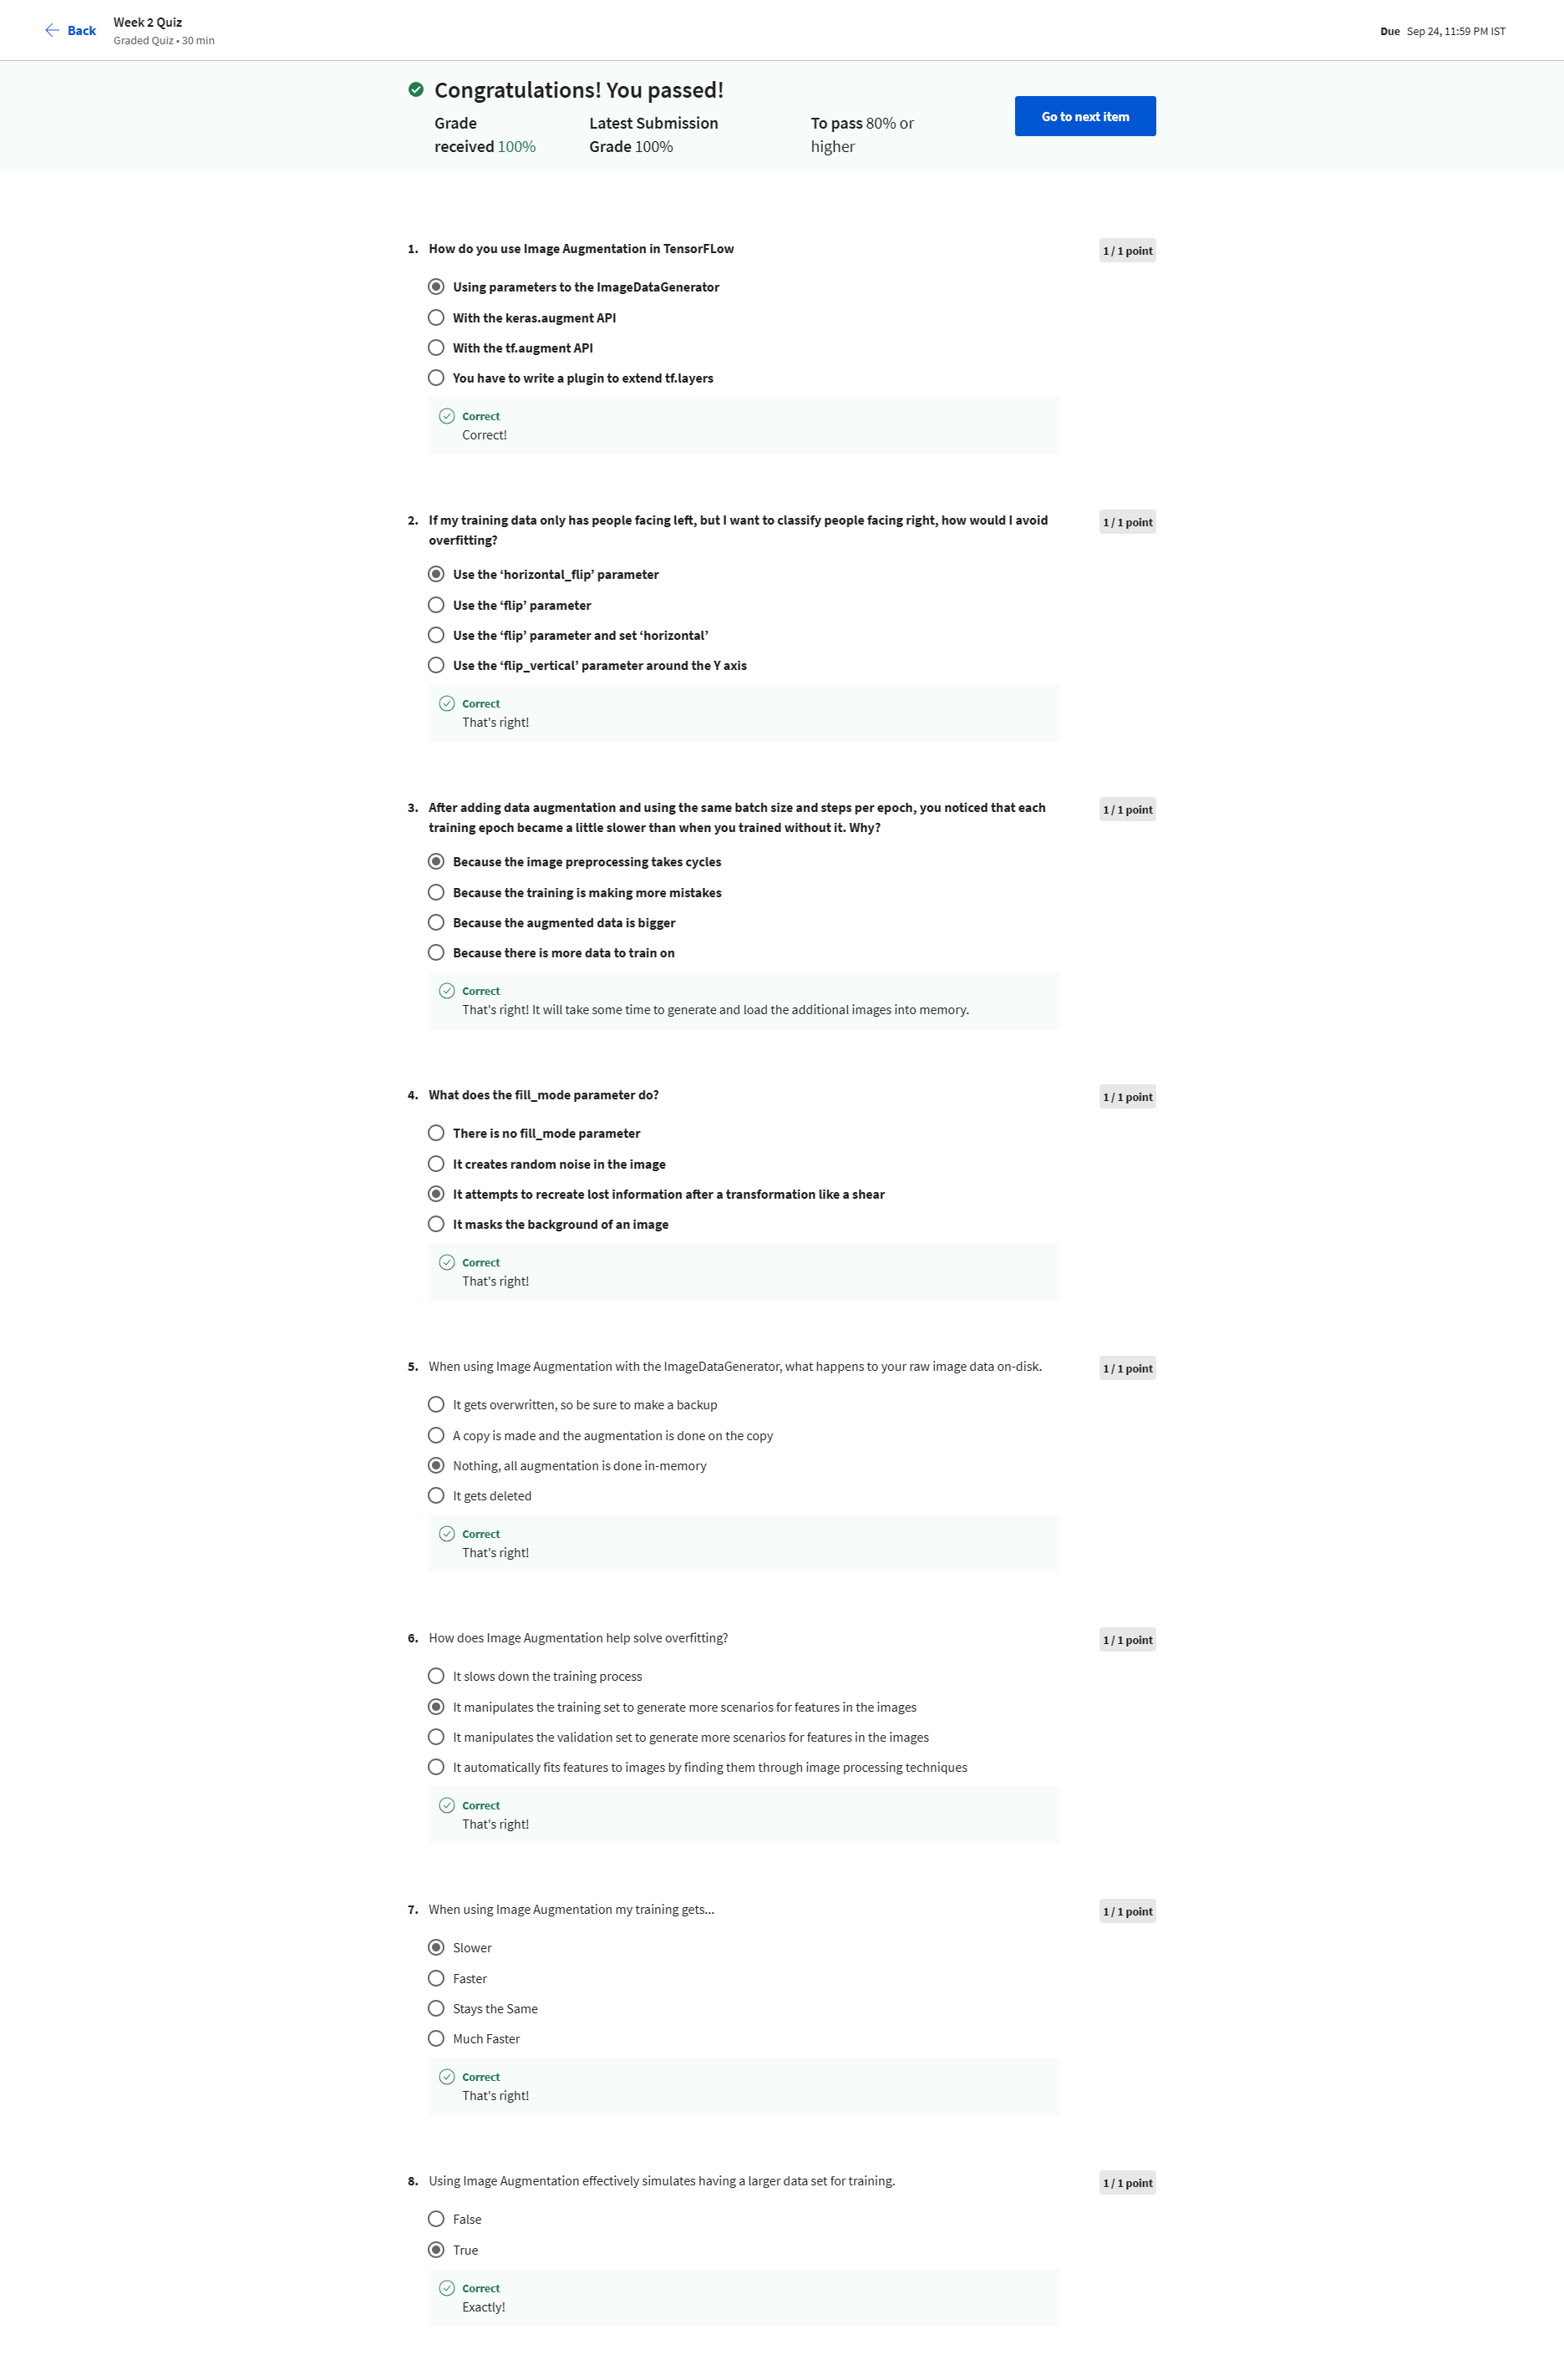 Back
Week 2 Quiz
Graded Quiz • 30 min
Due Sep 24, 11:59 PM IST
Congratulations! You passed!
Grade received 100%
Latest Submission Grade 100%
To pass 80% or higher
Go to next item
1. How do you use Image Augmentation in TensorFLow
1 / 1 point
Using parameters to the ImageDataGenerator
With the keras.augment API
With the tf.augment API
You have to write a plugin to extend tf.layers
Correct
Correct!
2. If my training data only has people facing left, but I want to classify people facing right, how would I avoid
overfitting?
1 / 1 point
Use the ‘horizontal_flip’ parameter
Use the ‘flip’ parameter
Use the ‘flip’ parameter and set ‘horizontal’
Use the ‘flip_vertical’ parameter around the Y axis
Correct
That's right!
3. After adding data augmentation and using the same batch size and steps per epoch, you noticed that each
training epoch became a little slower than when you trained without it. Why?
1 / 1 point
Because the image preprocessing takes cycles
Because the training is making more mistakes
Because the augmented data is bigger
Because there is more data to train on
Correct
That's right! It will take some time to generate and load the additional images into memory.
4. What does the fill_mode parameter do?
1 / 1 point
There is no fill_mode parameter
It creates random noise in the image
It attempts to recreate lost information after a transformation like a shear
It masks the background of an image
Correct
That's right!
5. When using Image Augmentation with the ImageDataGenerator, what happens to your raw image data on-disk.
1 / 1 point
It gets overwritten, so be sure to make a backup
A copy is made and the augmentation is done on the copy
Nothing, all augmentation is done in-memory
It gets deleted
Correct
That's right!
6. How does Image Augmentation help solve overfitting?
1 / 1 point
It slows down the training process
It manipulates the training set to generate more scenarios for features in the images
It manipulates the validation set to generate more scenarios for features in the images
It automatically fits features to images by finding them through image processing techniques
Correct
That's right!
7. When using Image Augmentation my training gets...
1 / 1 point
Slower
Faster
Stays the Same
Much Faster
Correct
That's right!
8. Using Image Augmentation effectively simulates having a larger data set for training.
1 / 1 point
False
True
Correct
Exactly!